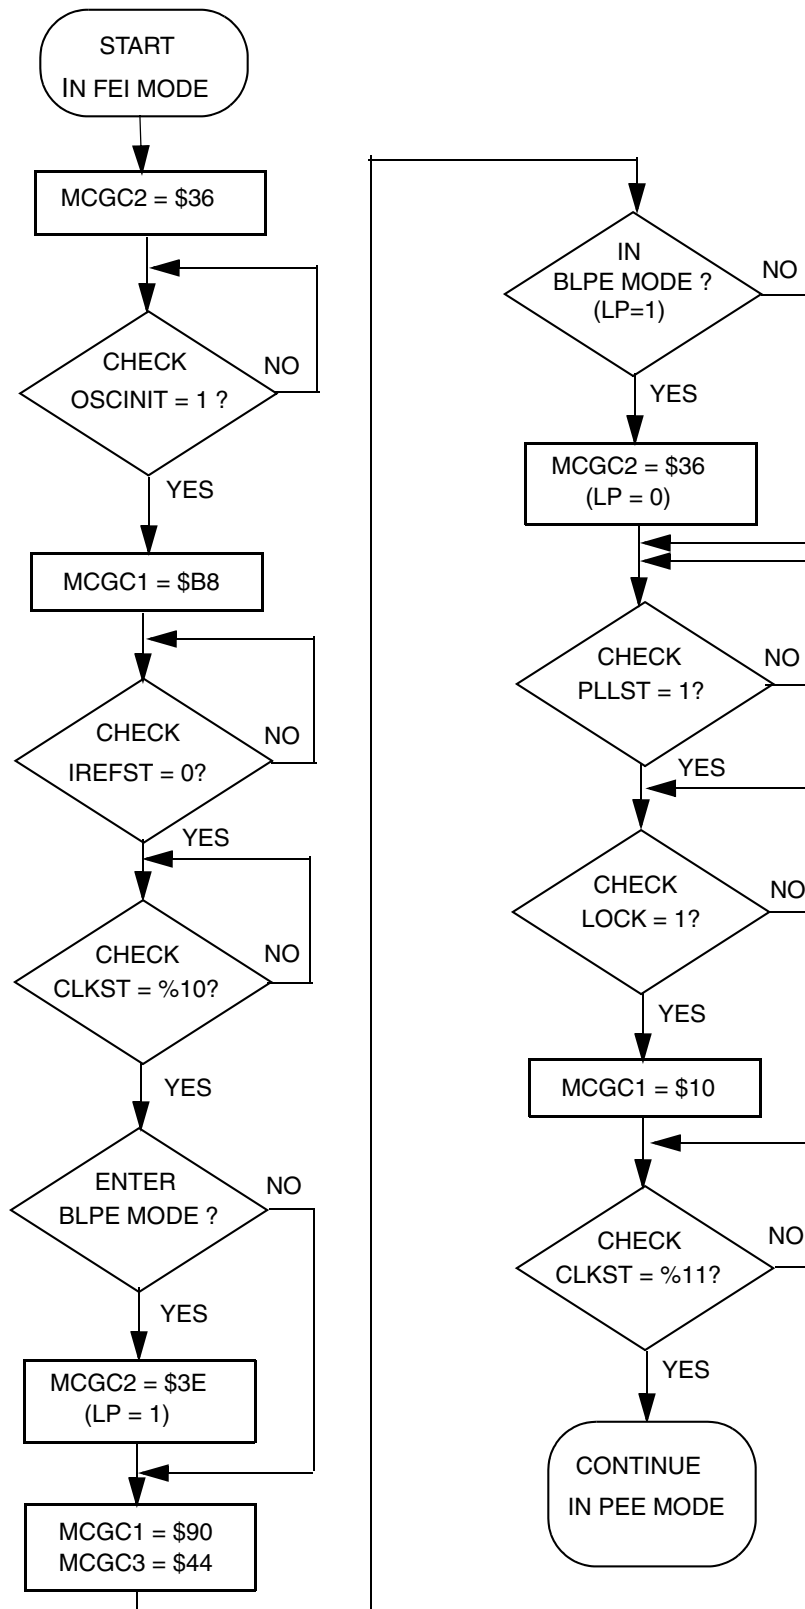 START
IN FEI MODE
MCGC2 = $36
CHECK
OSCINIT = 1 ?
NO
YES
MCGC1 = $B8
CHECK
IREFST = 0?
NO
YES
CHECK
CLKST = %10?
NO
YES
ENTER
BLPE MODE ?
NO
YES
MCGC2 = $3E
(LP = 1)
MCGC1 = $90
MCGC3 = $44
IN
BLPE MODE ?
(LP=1)
NO
YES
MCGC2 = $36
(LP = 0)
CHECK
PLLST = 1?
NO
YES
CHECK
LOCK = 1?
NO
YES
MCGC1 = $10
CHECK
CLKST = %11?
NO
YES
CONTINUE
IN PEE MODE